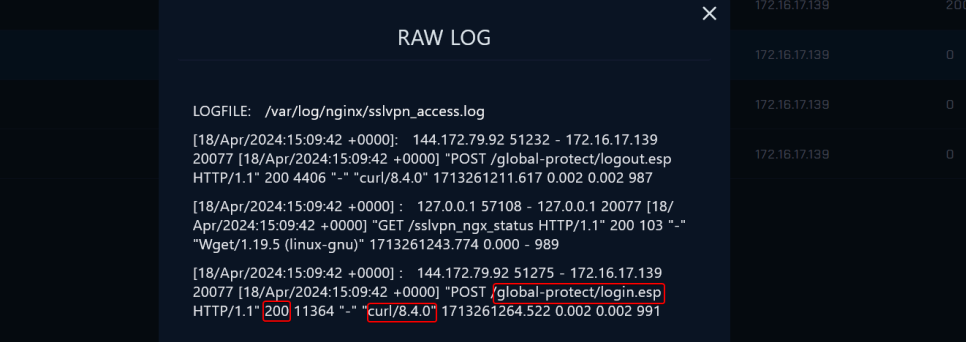 172.16.17.139 200
×
RAW LOG
172.16.17.139 0
LOGFILE: /var/log/nginx/sslvpn_access.log
172.16.17.139 0
[18/Apr/2024:15:09:42 +0000]: 144.172.79.92 51232 - 172.16.17.139
20077 [18/Apr/2024:15:09:42 +0000] "POST /global-protect/logout.esp
172.16.17.139 0
HTTP/1.1" 200 4406 "-" "curl/8.4.0" 1713261211.617 0.002 0.002 987
[18/Apr/2024:15:09:42 +0000] : 127.0.0.1 57108 - 127.0.0.1 20077 [18/
Apr/2024:15:09:42 +0000] "GET /sslvpn_ngx_status HTTP/1.1" 200 103 "-"
"Wget/1.19.5 (linux-gnu)" 1713261243.774 0.000 - 989
[18/Apr/2024:15:09:42 +0000] : 144.172.79.92 51275 - 172.16.17.139
20077 [18/Apr/2024:15:09:42 +0000] "POST /global-protect/login.esp
HTTP/1.1" 200 11364 "-" "curl/8.4.0" 1713261264.522 0.002 0.002 991